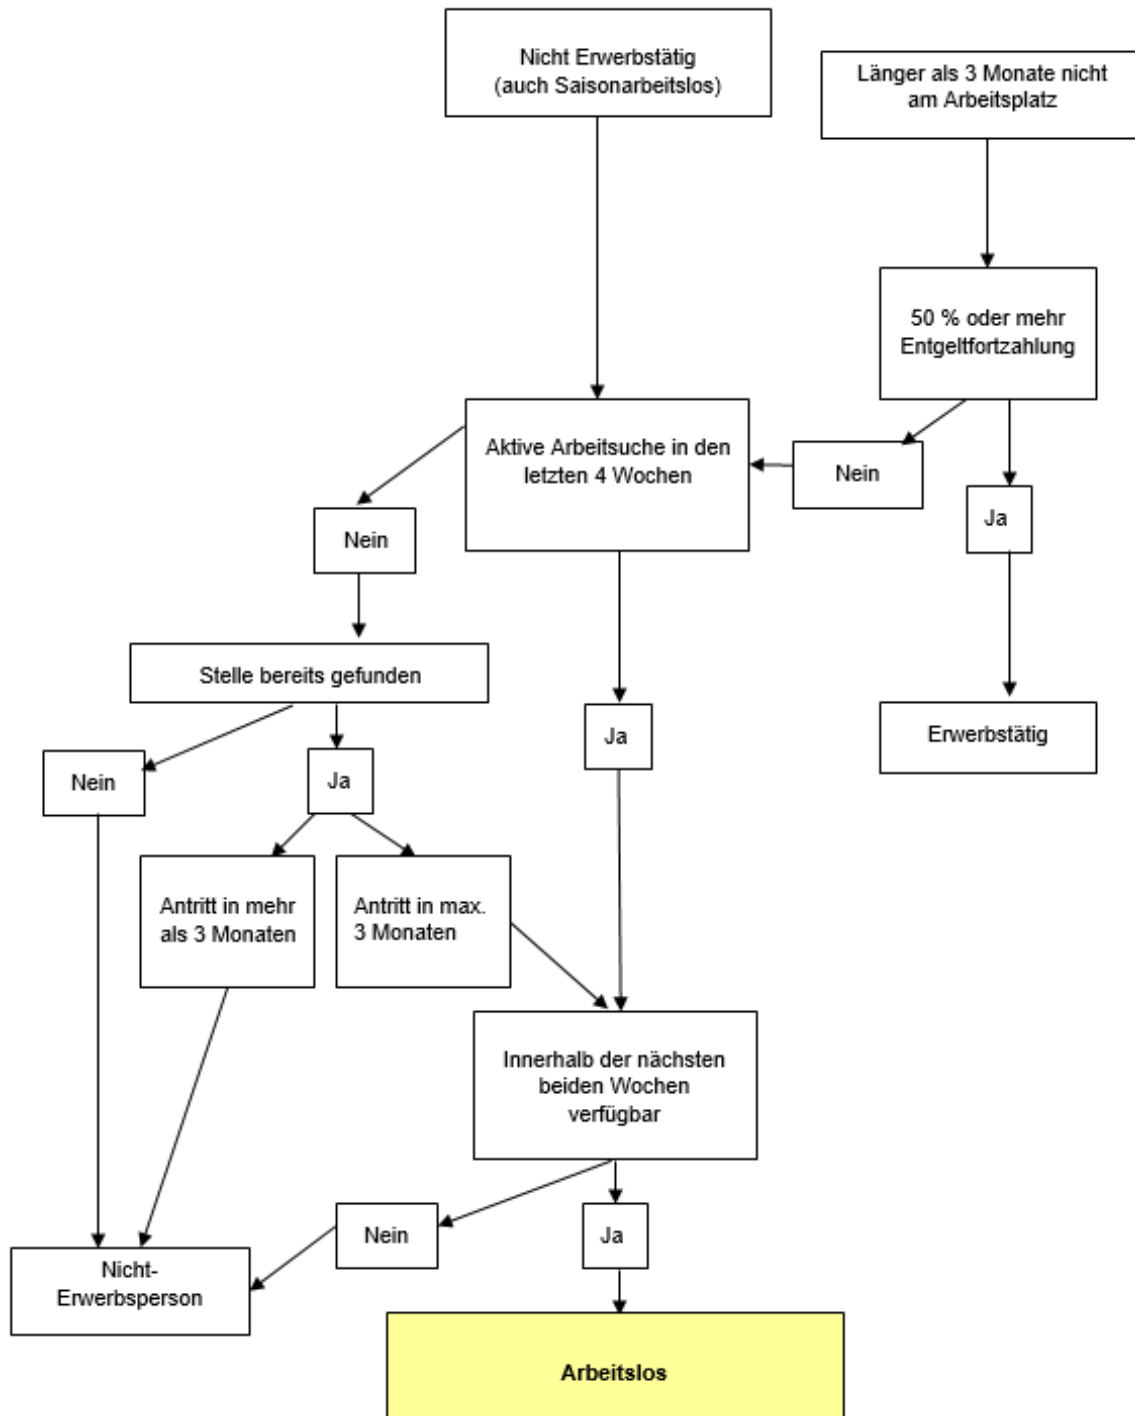 Nicht Erwerbstätig
(auch Saisonarbeitslos)
Länger als 3 Monate nicht
am Arbeitsplatz
50 % oder mehr
Entgeltfortzahlung
Aktive Arbeitsuche in den
letzten 4 Wochen
Nein
Ja
Nein
Stelle bereits gefunden
Ja
Erwerbstätig
Nein
Ja
Antritt in mehr
als 3 Monaten
Antritt in max.
3 Monaten
Innerhalb der nächsten
beiden Wochen
verfügbar
Nein
Ja
Nicht-
Erwerbsperson
Arbeitslos